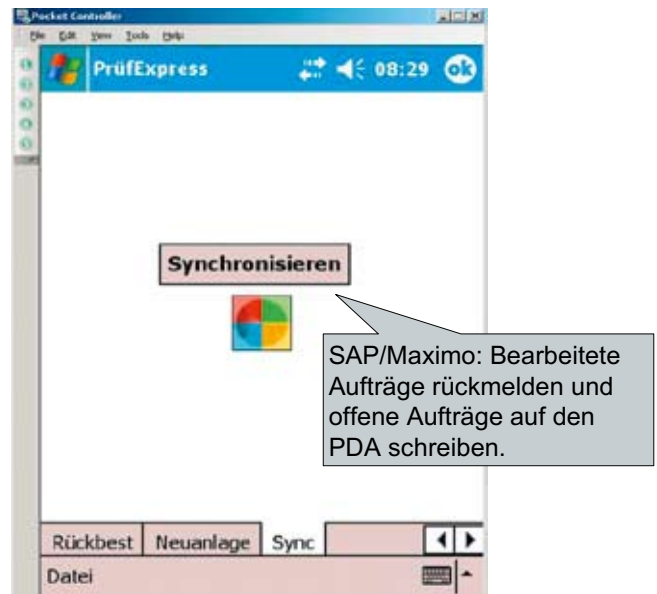 Pocket Controller
File Edit View Tools Help
PrüfExpress 08:29 ok
Synchronisieren
SAP/Maximo: Bearbeitete
Aufträge rückmelden und
offene Aufträge auf den
PDA schreiben.
Rückbest Neuanlage Sync
Datei